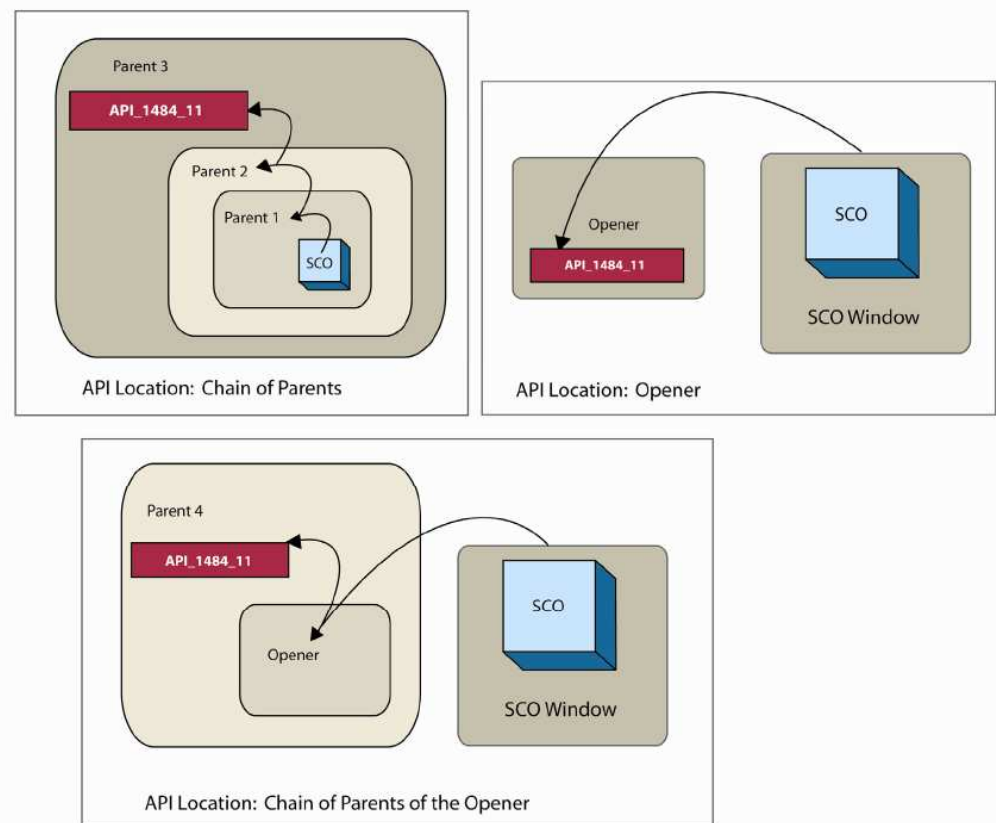 Parent 3
API_1484_11
Parent 2
Parent 1
SCO
API Location: Chain of Parents
Opener
API_1484_11
SCO
SCO Window
API Location: Opener
Parent 4
API_1484_11
Opener
SCO
SCO Window
API Location: Chain of Parents of the Opener